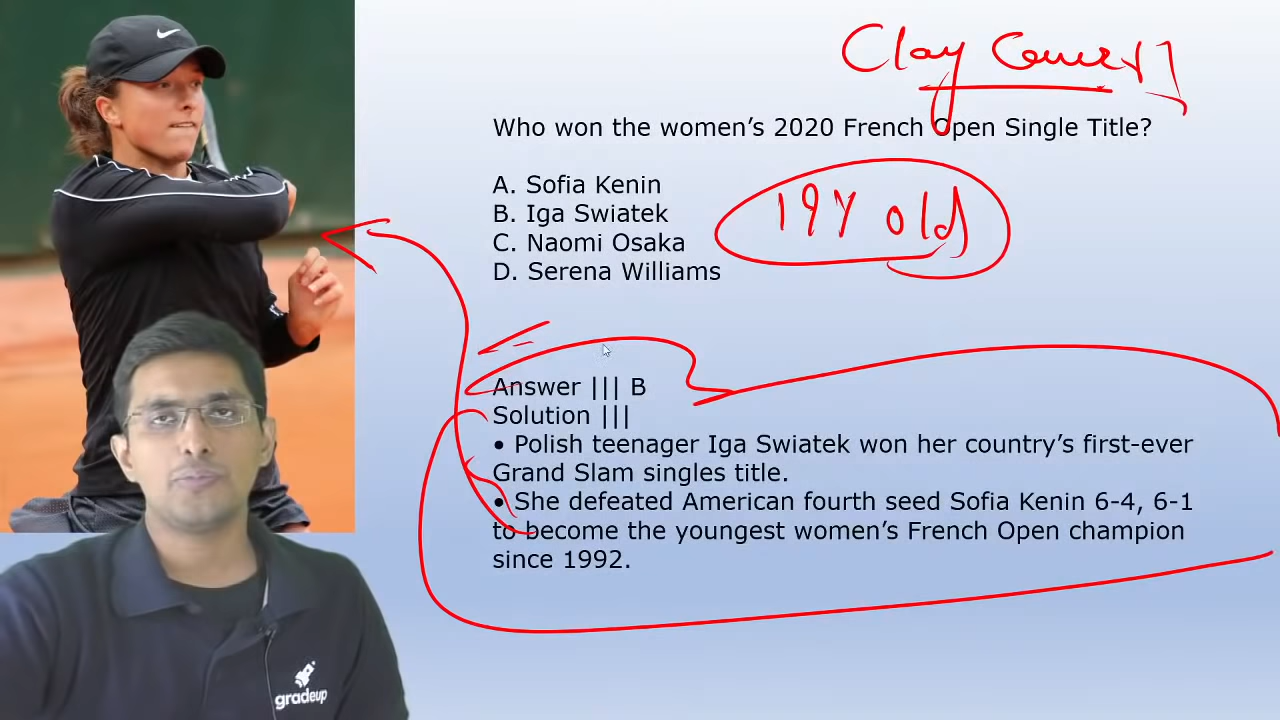 Clay Court
Who won the women's 2020 French Open Single Title?
A. Sofia Kenin
B. Iga Swiatek
C. Naomi Osaka
D. Serena Williams
19Y old
Answer ||| B
Solution |||
• Polish teenager Iga Swiatek won her country's first-ever
Grand Slam singles title.
• She defeated American fourth seed Sofia Kenin 6-4, 6-1
to become the youngest women's French Open champion
since 1992.
gradeup